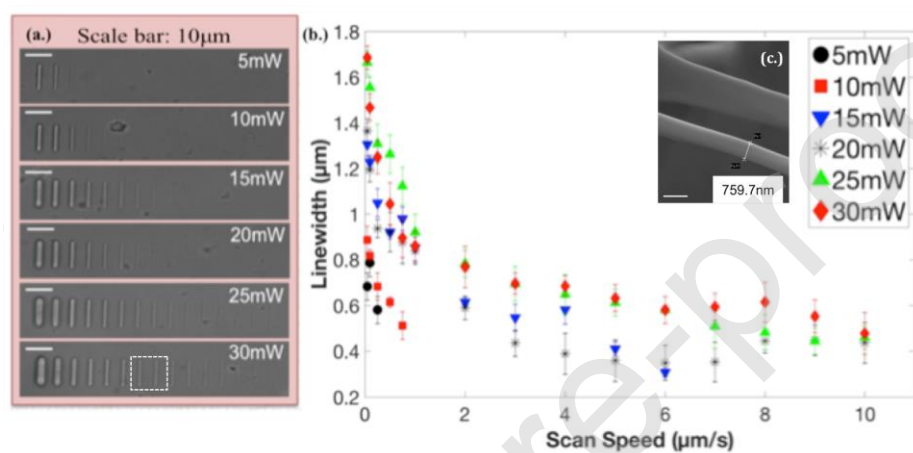 (a.) Scale bar: 10μm
5mW
10mW
15mW
20mW
25mW
30mW
(b.)
1.8
1.6
1.4
1.2
1
0.8
0.6
0.4
0.2
Linewidth (μm)
0 2 4 6 8 10
Scan Speed (μm/s)
(c.)
759.7nm
5mW
10mW
15mW
20mW
25mW
30mW
re-proo